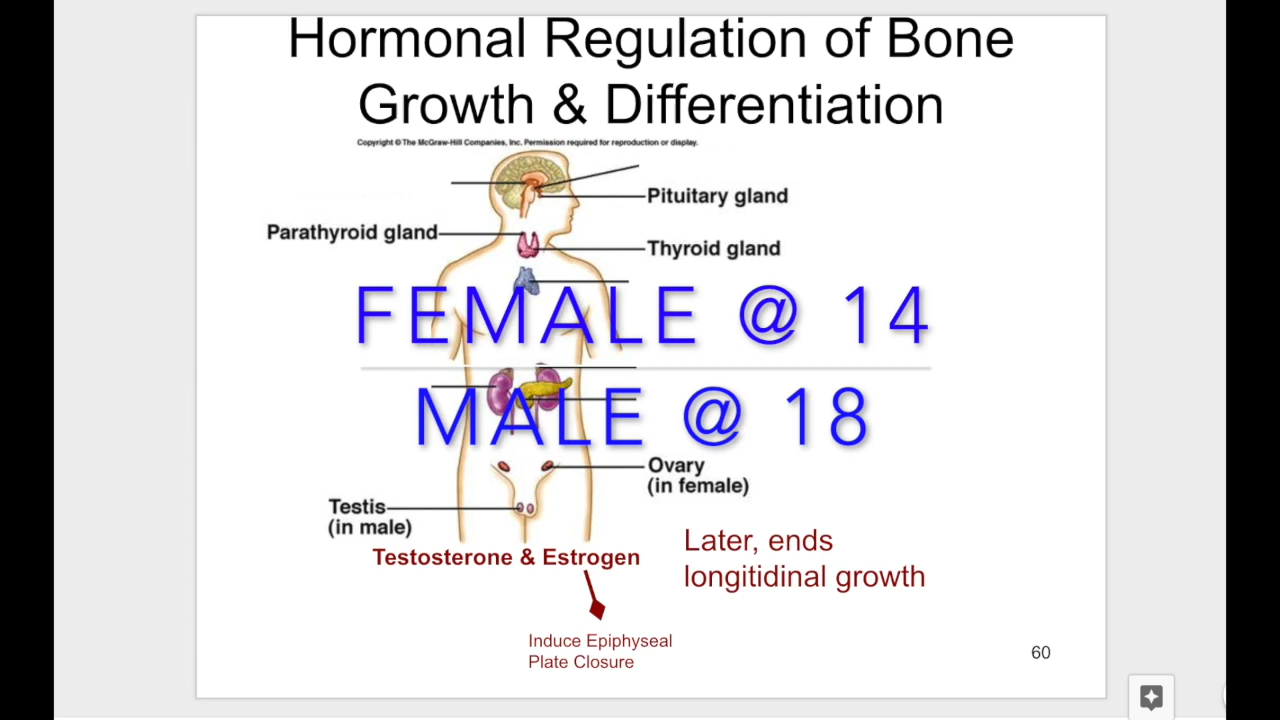 Hormonal Regulation of Bone
Growth & Differentiation
Copyright © The McGraw-Hill Companies, Inc. Permission required for reproduction or display.
Pituitary gland
Parathyroid gland
Thyroid gland
FEMALE @ 14
MALE @ 18
Ovary
(in female)
Testis
(in male)
Testosterone & Estrogen
Later, ends
longitidinal growth
Induce Epiphyseal
Plate Closure
60